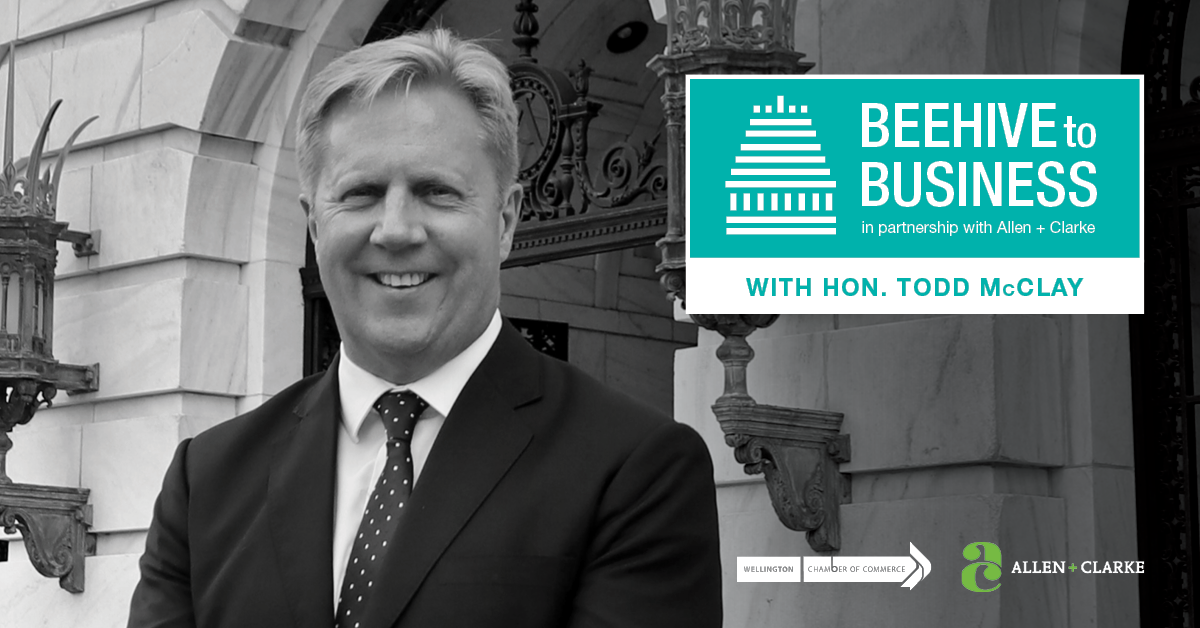 BEEHIVE to
BUSINESS
in partnership with Allen + Clarke
WITH HON. TODD McCLAY
WELLINGTON CHAMBER OF COMMERCE
a
c
ALLEN+CLARKE